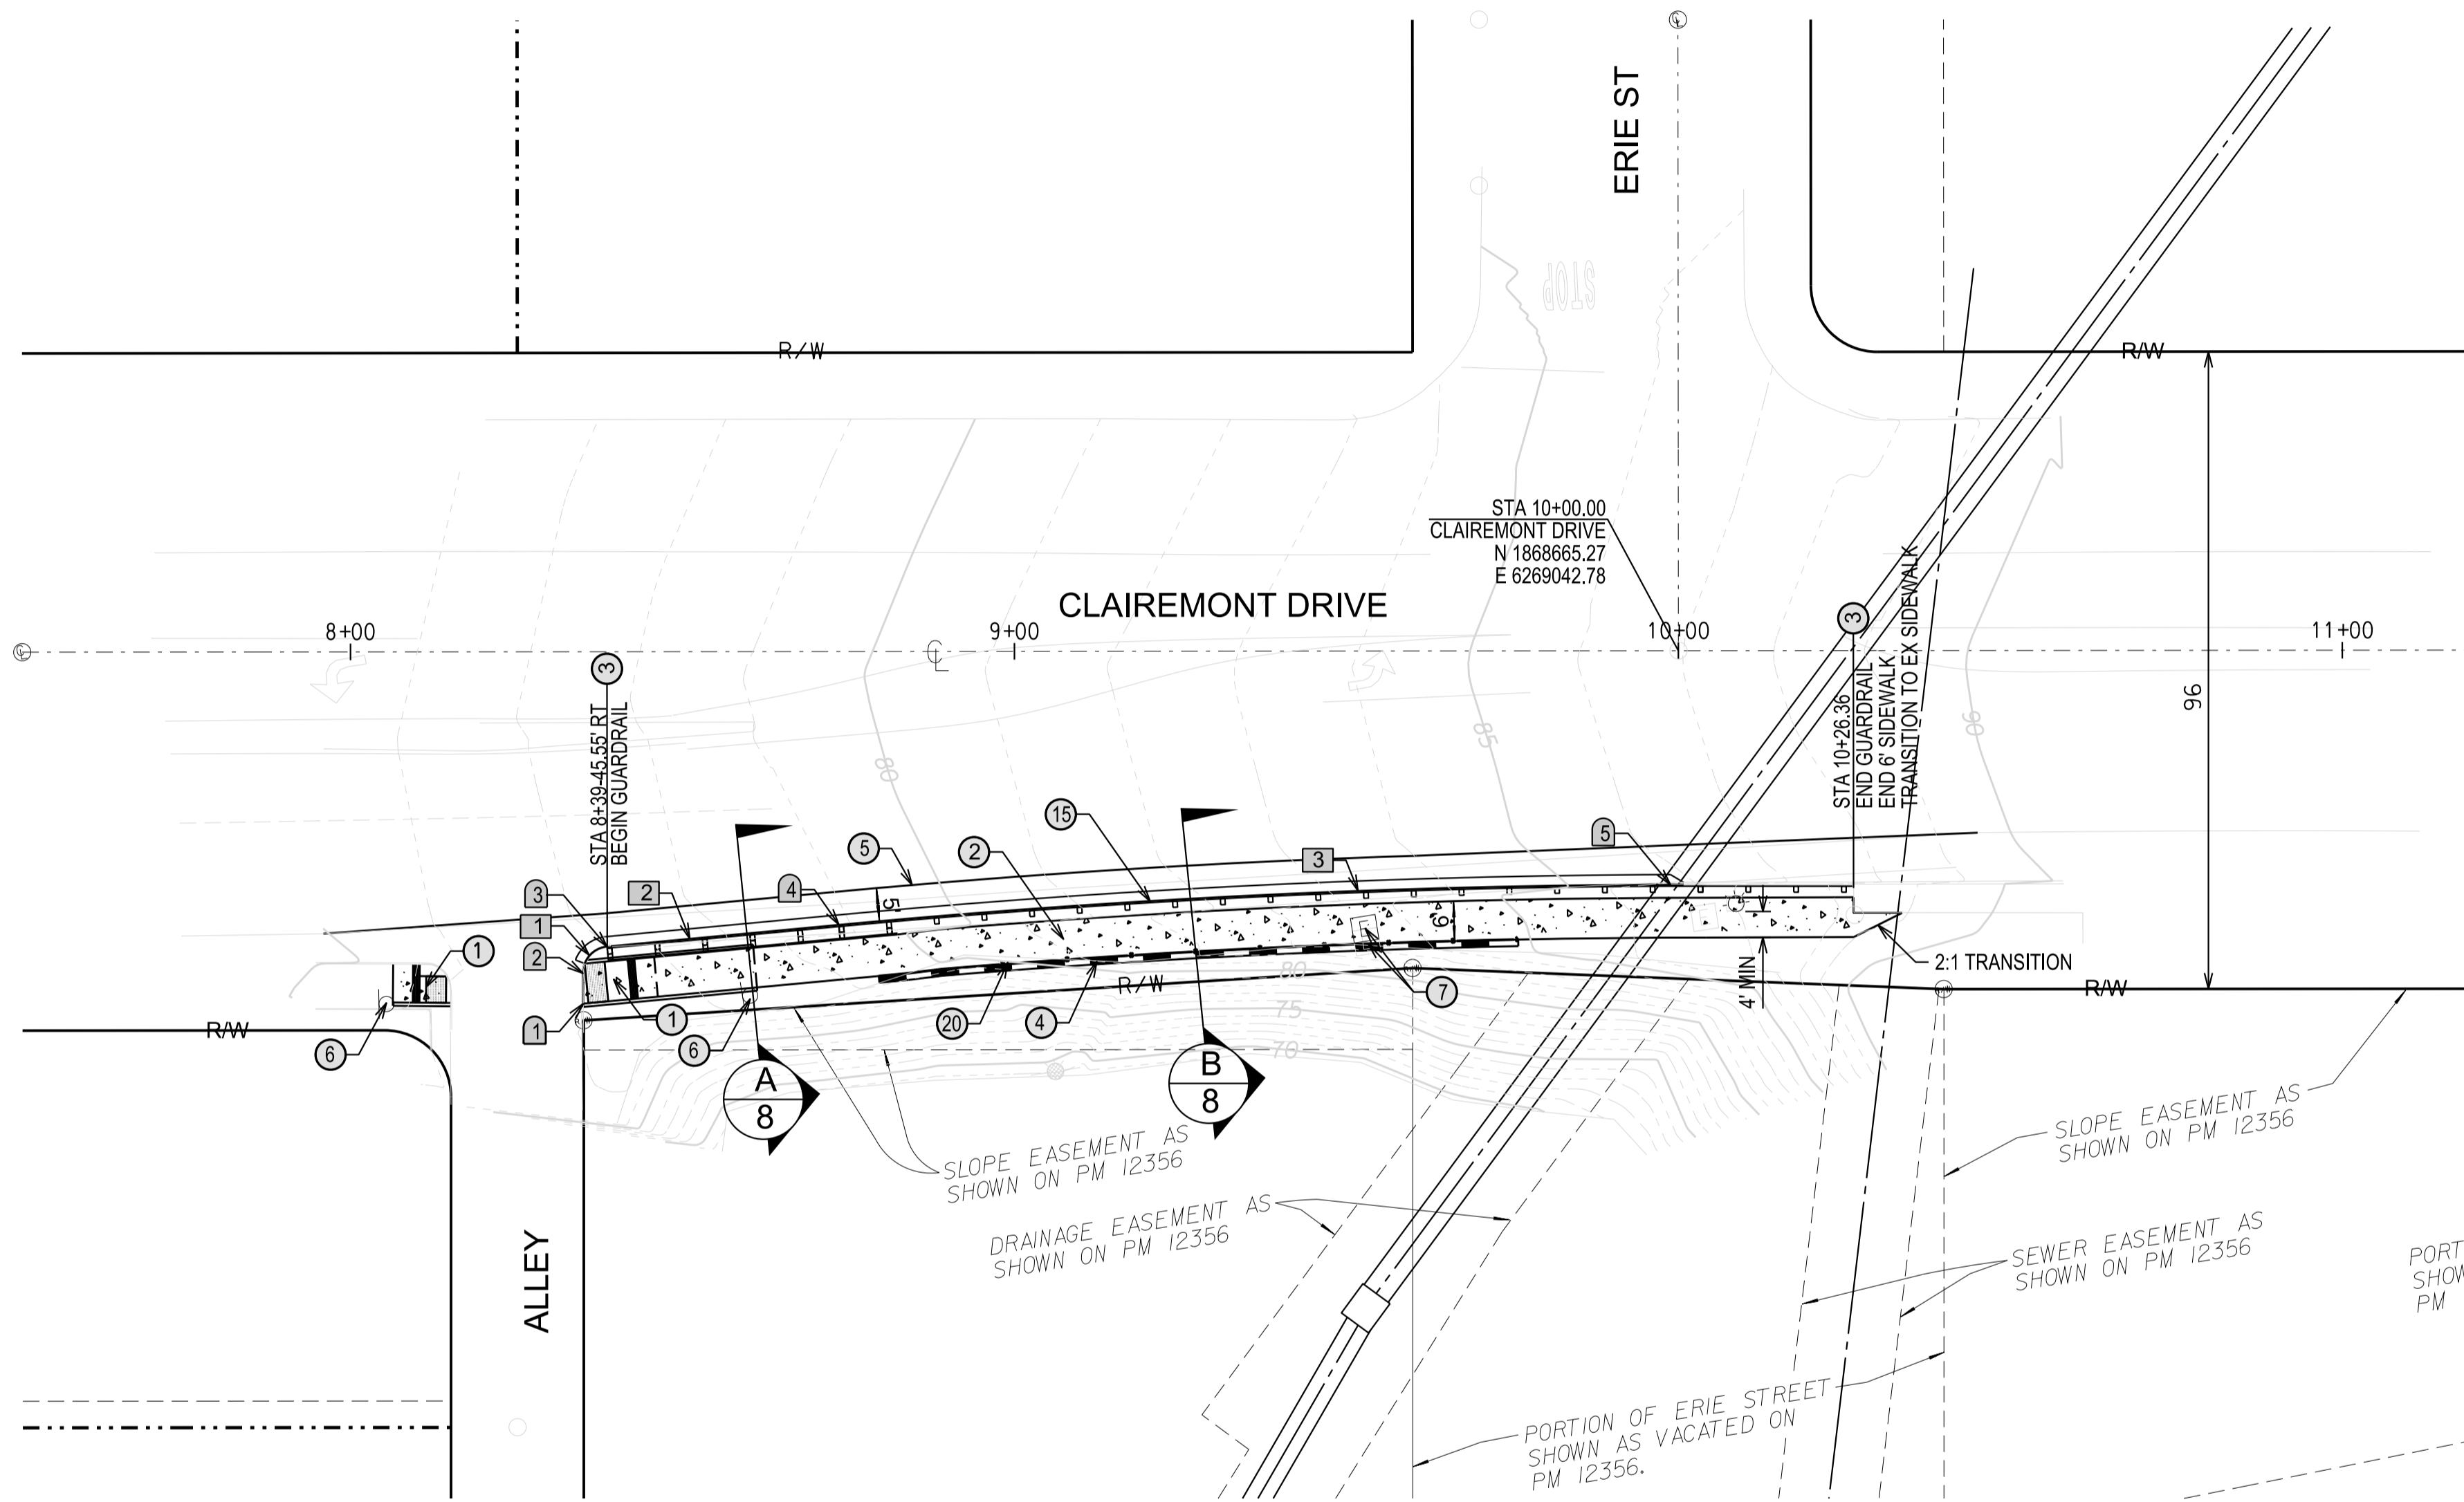 ERIE ST
STOP
R/W
R/W
STA 10+00.00
CLAIREMONT DRIVE
N 1868665.27
E 6269042.78
CLAIREMONT DRIVE
8+00
9+00
10+00
11+00
℄
3
STA 8+39-45.55' RT
BEGIN GUARDRAIL
3
STA 10+26.36
END GUARDRAIL
END 6' SIDEWALK
TRANSITION TO EX SIDEWALK
96
80
85
90
15
5
2
3
5
3
2
4
1
2
1
5'
6'
4' MIN
2:1 TRANSITION
1
1
6
6
20
4
7
R/W
R/W
R/W
80
75
70
A
8
B
8
SLOPE EASEMENT AS
SHOWN ON PM 12356
DRAINAGE EASEMENT AS
SHOWN ON PM 12356
SLOPE EASEMENT AS
SHOWN ON PM 12356
SEWER EASEMENT AS
SHOWN ON PM 12356
PORT
SHOW
PM
ALLEY
PORTION OF ERIE STREET
SHOWN AS VACATED ON
PM 12356.